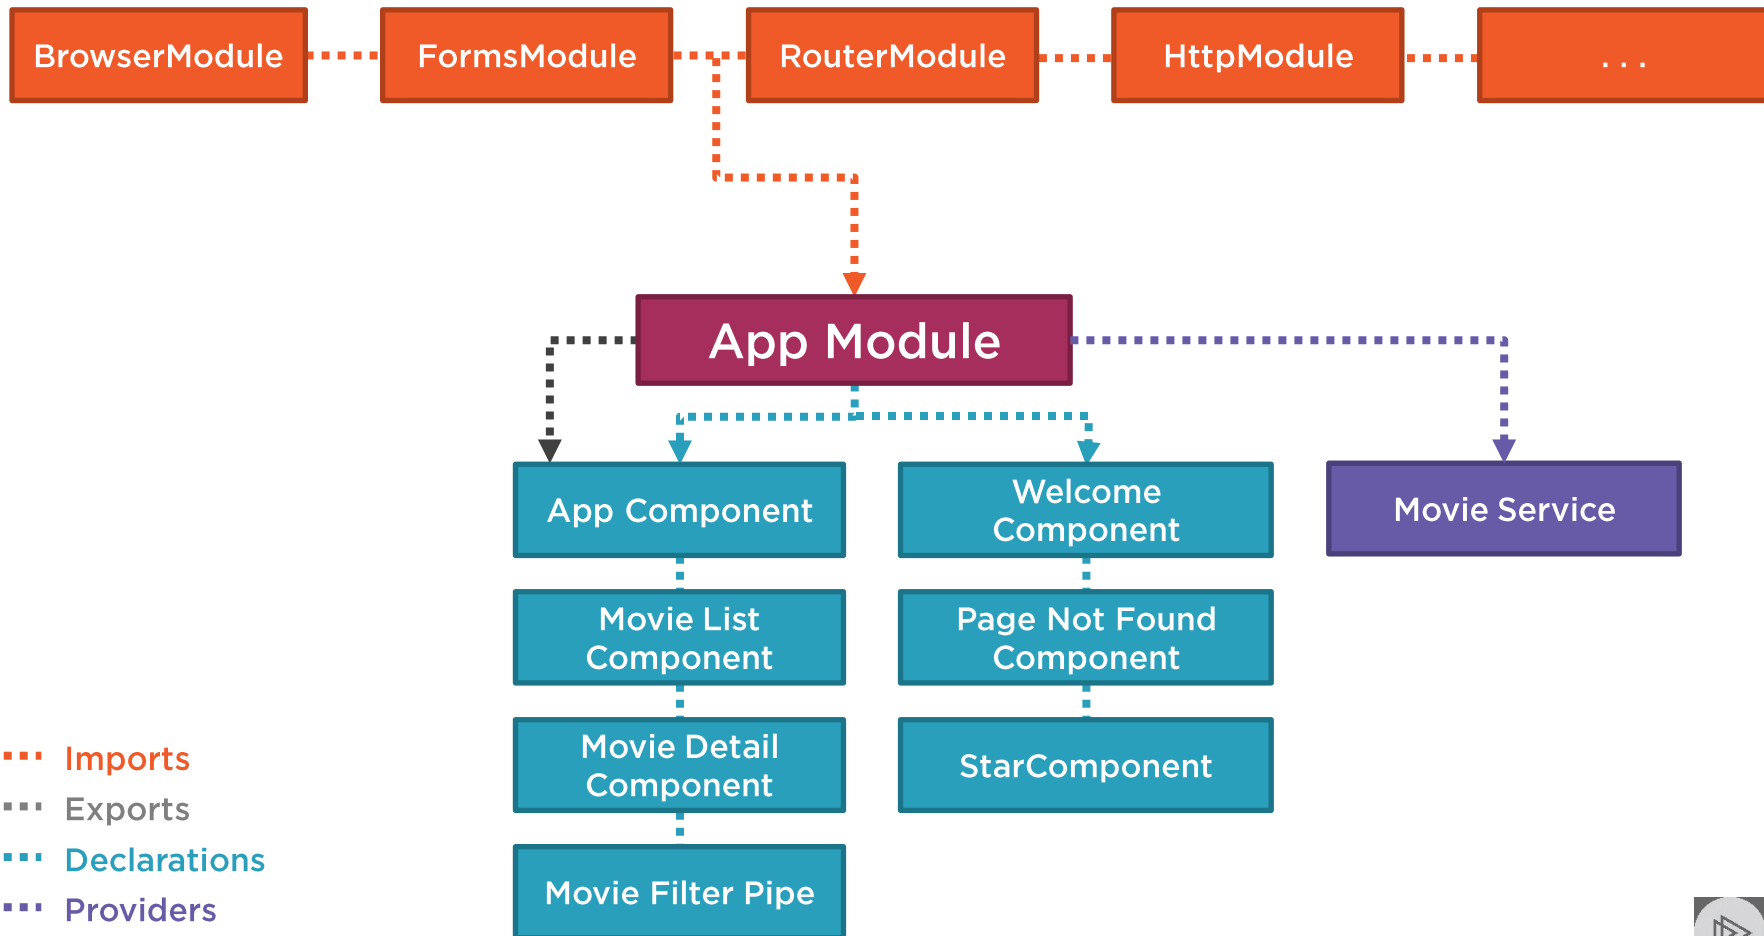 BrowserModule
FormsModule
RouterModule
HttpModule
. . .
App Module
App Component
Welcome
Component
Movie Service
Movie List
Component
Page Not Found
Component
Movie Detail
Component
StarComponent
Movie Filter Pipe
Imports
Exports
Declarations
Providers